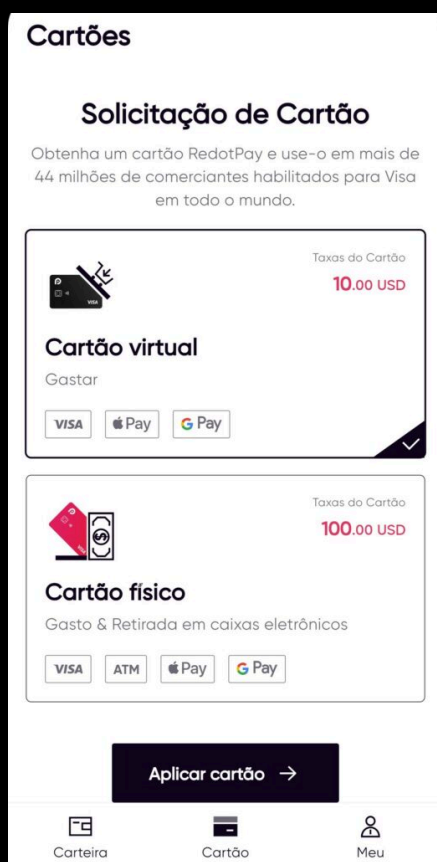 Cartões
Solicitação de Cartão
Obtenha um cartão RedotPay e use-o em mais de
44 milhões de comerciantes habilitados para Visa
em todo o mundo.
Taxas do Cartão
10.00 USD
VISA
Cartão virtual
Gastar
VISA Pay G Pay
Taxas do Cartão
100.00 USD
VISA
Cartão físico
Gasto & Retirada em caixas eletrônicos
VISA ATM Pay G Pay
Aplicar cartão →
Carteira Cartão Meu